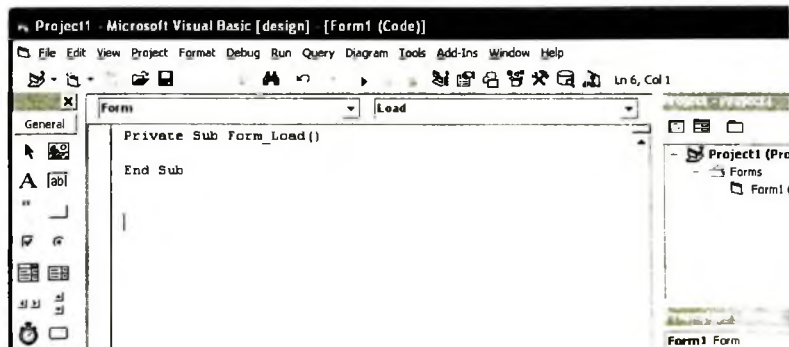 Project1 - Microsoft Visual Basic [design] - [Form1 (Code)]
File Edit View Project Format Debug Run Query Diagram Tools Add-Ins Window Help
Ln 6, Col 1
Form
Load
General
A
ab|
Private Sub Form_Load()
End Sub
Project1 (Pro
Forms
Form1 (
Form1 Form